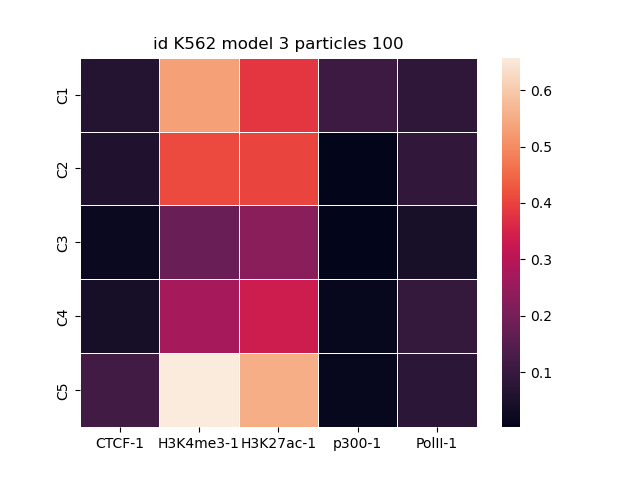 id K562 model 3 particles 100
C1
C2
C3
C4
C5
CTCF-1 H3K4me3-1 H3K27ac-1 p300-1 PolII-1
0.6
0.5
0.4
0.3
0.2
0.1